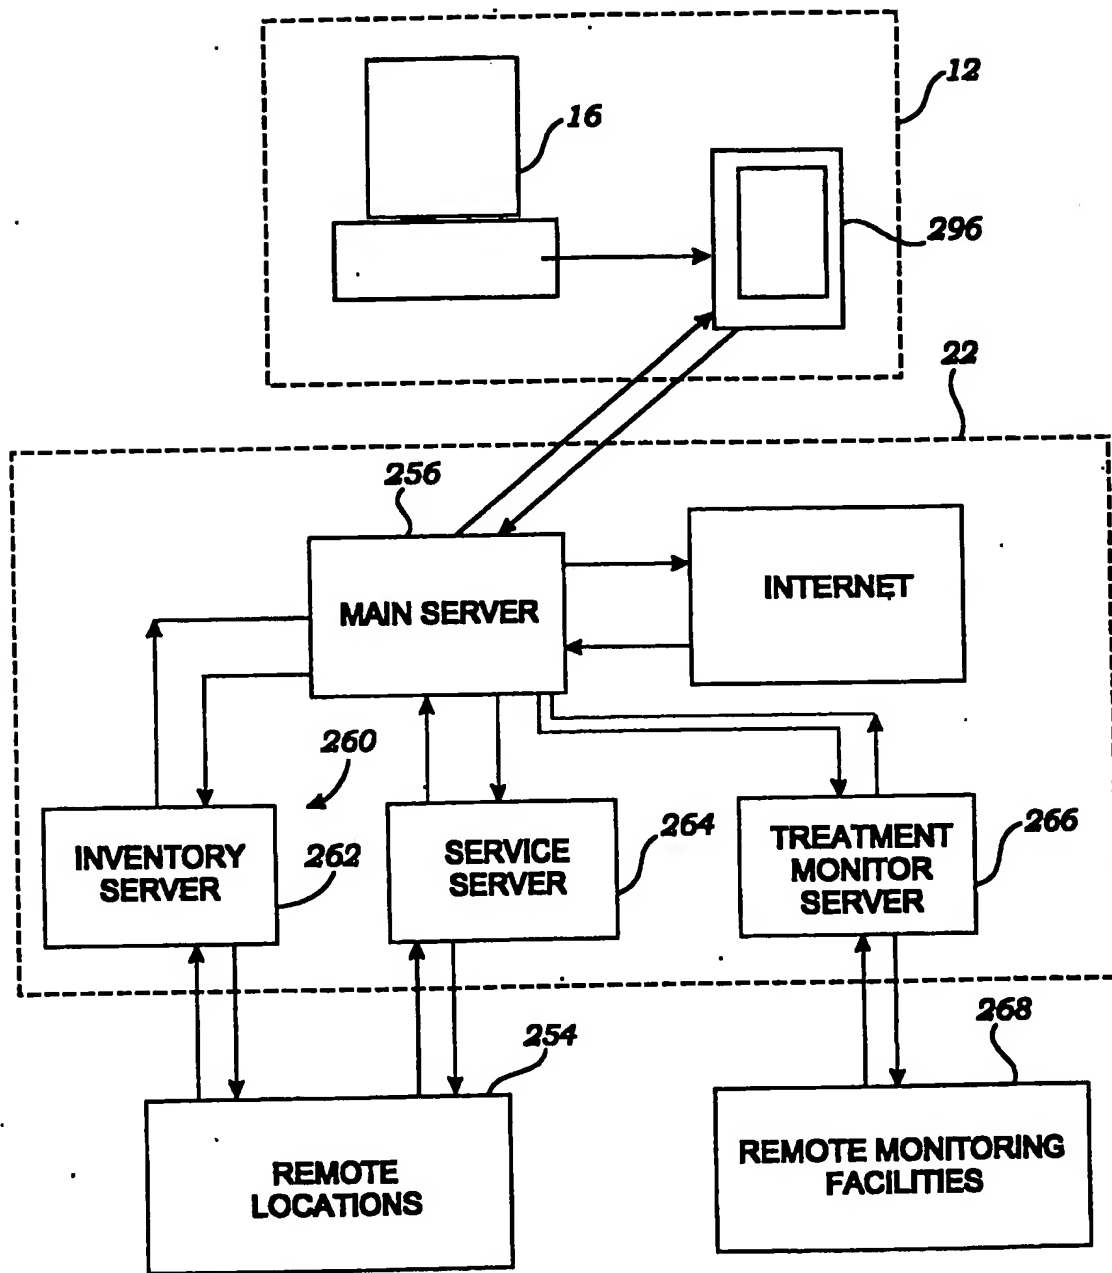 12
16
296
22
256
MAIN SERVER
INTERNET
260
INVENTORY
SERVER
262
SERVICE
SERVER
264
TREATMENT
MONITOR
SERVER
266
254
268
REMOTE
LOCATIONS
REMOTE MONITORING
FACILITIES